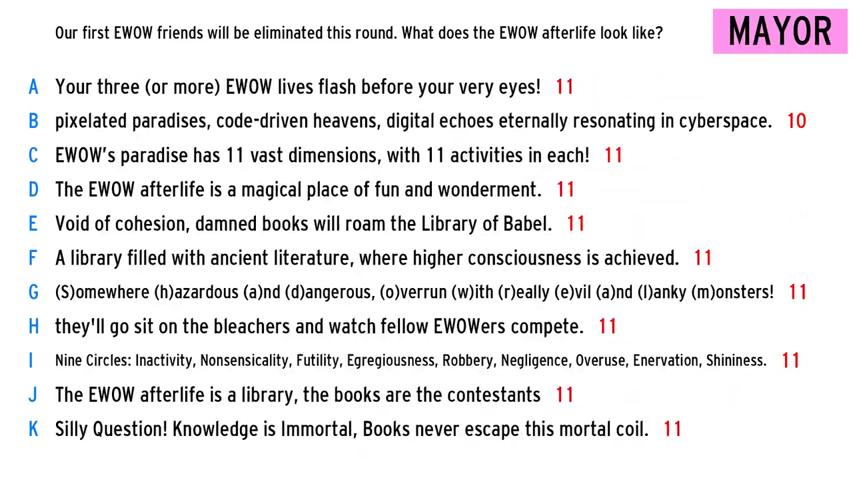 Our first EWOW friends will be eliminated this round. What does the EWOW afterlife look like?
MAYOR
A Your three (or more) EWOW lives flash before your very eyes! 11
B pixelated paradises, code-driven heavens, digital echoes eternally resonating in cyberspace. 10
C EWOW's paradise has 11 vast dimensions, with 11 activities in each! 11
D The EWOW afterlife is a magical place of fun and wonderment. 11
E Void of cohesion, damned books will roam the Library of Babel. 11
F A library filled with ancient literature, where higher consciousness is achieved. 11
G (S)omewhere (h)azardous (a)nd (d)angerous, (o)verrun (w)ith (r)eally (e)vil (a)nd (l)anky (m)onsters! 11
H they'll go sit on the bleachers and watch fellow EWOWers compete. 11
I Nine Circles: Inactivity, Nonsensicality, Futility, Egregiousness, Robbery, Negligence, Overuse, Enervation, Shininess. 11
J The EWOW afterlife is a library, the books are the contestants 11
K Silly Question! Knowledge is Immortal, Books never escape this mortal coil. 11